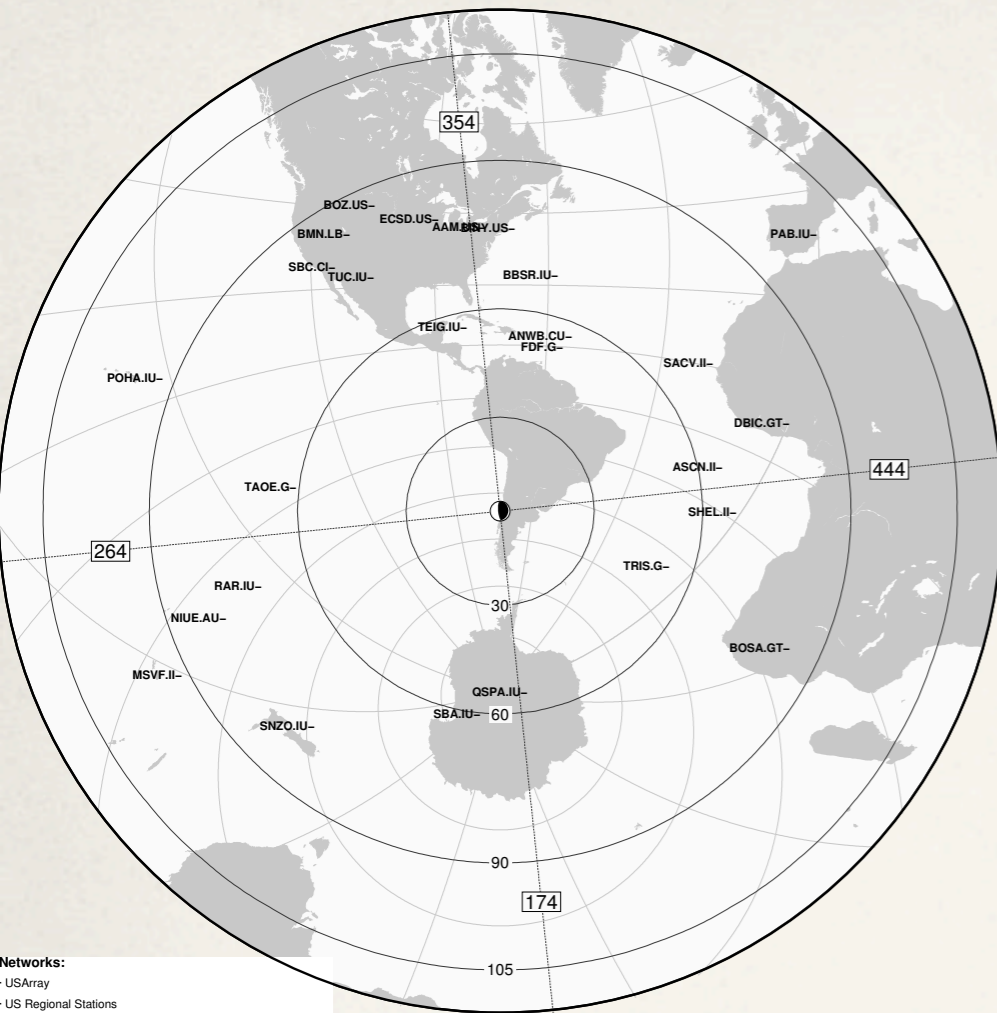 354
BOZ.US–
ECSD.US–
BMN.LB–
PAB.IU–
SBC.CI–
TUC.IU–
BBSR.IU–
TEIG.IU–
ANWB.CU–
FDF.G–
SACV.II–
POHA.IU–
DBIC.GT–
ASCN.II–
444
TAOE.G–
SHEL.II–
264
TRIS.G–
RAR.IU–
30
NIUE.AU–
BOSA.GT–
MSVF.II–
QSPA.IU–
SBA.IU–
60
SNZO.IU–
90
174
Networks:
105
· USArray
· US Regional Stations